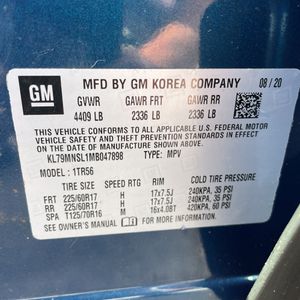 GM
MFD BY GM KOREA COMPANY 08/20
GVWR GAWR FRT GAWR RR
4409 LB 2336 LB 2336 LB
THIS VEHICLE CONFORMS TO ALL APPLICABLE U.S. FEDERAL MOTOR
VEHICLE SAFETY, BUMPER, AND THEFT PREVENTION STANDARDS IN
EFFECT ON THE DATE OF MANUFACTURE SHOWN ABOVE.
KL79MNSL1MB047898 TYPE: MPV
MODEL : 1TR56
TIRE SIZE SPEED RTG RIM COLD TIRE PRESSURE
FRT 225/60R17 H 17x7.5J 240KPA, 35 PSI
RR 225/60R17 H 17x7.5J 240KPA, 35 PSI
SPA T125/70R16 M 16x4.0BT 420KPA, 60 PSI
SEE OWNER'S MANUAL FOR MORE INFORMATION